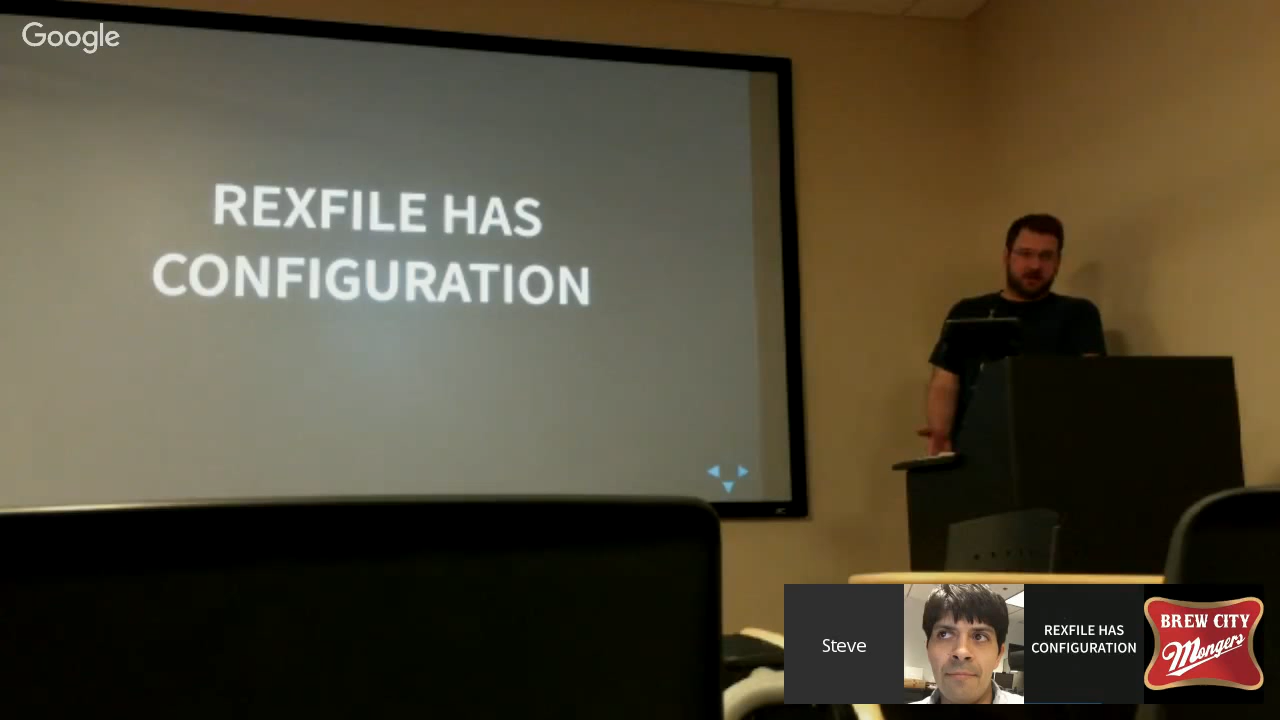 Google
REXFILE HAS
CONFIGURATION
Steve
REXFILE HAS
CONFIGURATION
BREW CITY
Mongers